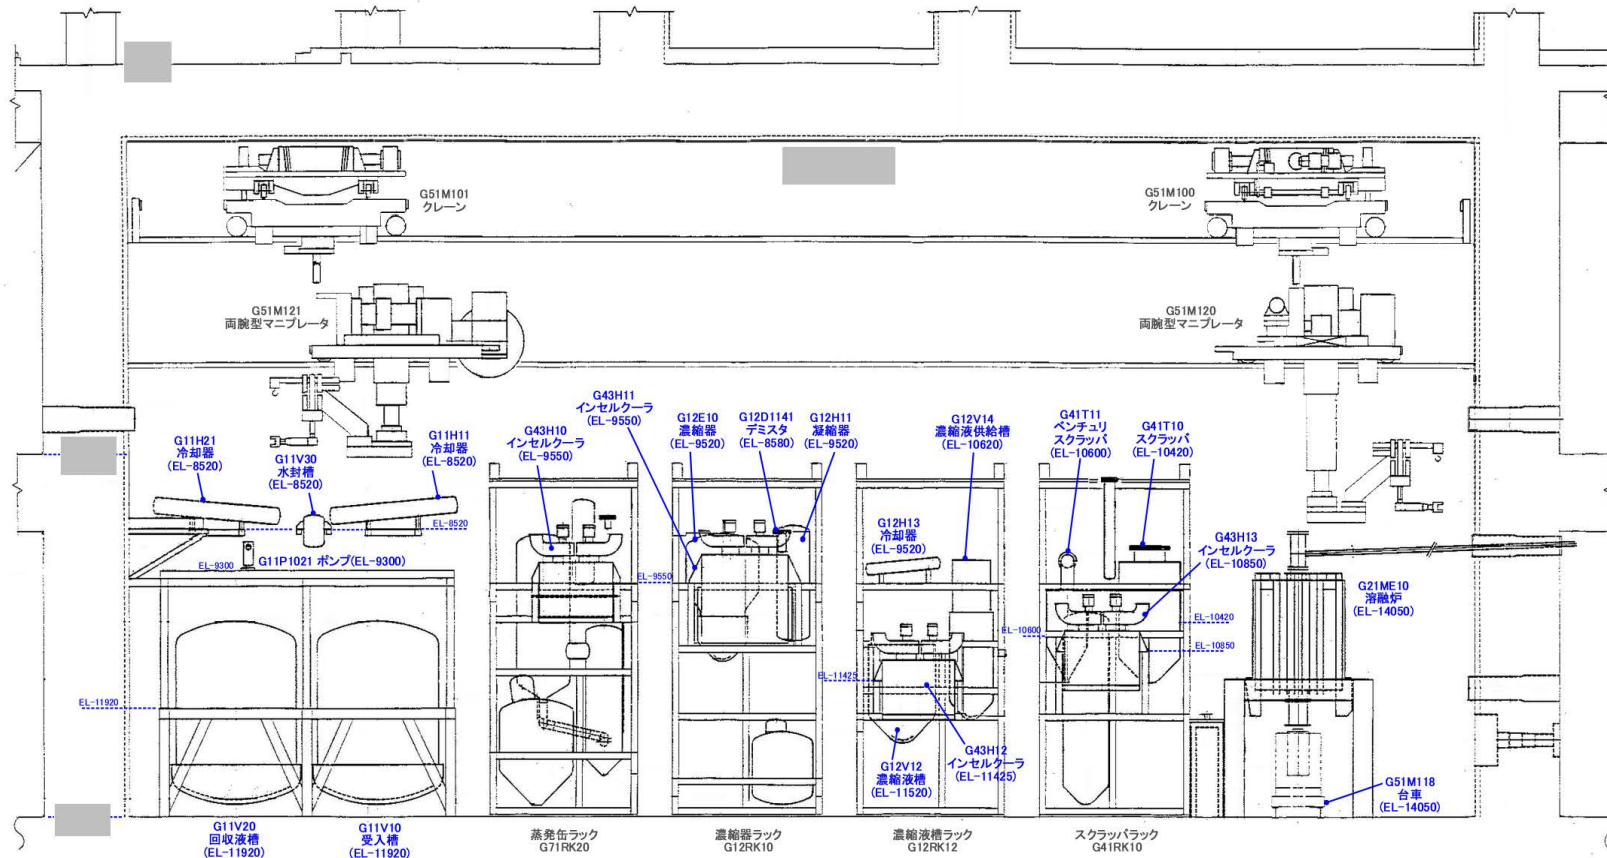 G51M101
クレーン
G51M100
クレーン
G51M121
両腕型マニプレータ
G51M120
両腕型マニプレータ
G11H21
冷却器
(EL-8520)
G11V30
水封槽
(EL-8520)
G11H11
冷却器
(EL-8520)
G43H10
インセルクーラ
(EL-9550)
G43H11
インセルクーラ
(EL-9550)
G12E10
濃縮器
(EL-9520)
G12D1141
デミスタ
(EL-8580)
G12H11
凝縮器
(EL-9520)
G12V14
濃縮液供給槽
(EL-10620)
G41T11
ベンチュリ
スクラッバ
(EL-10600)
G41T10
スクラッバ
(EL-10420)
EL-8520
G12H13
冷却器
(EL-9520)
G43H13
インセルクーラ
(EL-10850)
G11P1021 ポンプ(EL-9300)
EL-9300
EL-9550
G21ME10
溶融炉
(EL-14050)
EL-10600
EL-10420
EL-10850
EL-11425
EL-11920
G12V12
濃縮液槽
(EL-11520)
G43H12
インセルクーラ
(EL-11425)
G51M118
台車
(EL-14050)
G11V20
回収液槽
(EL-11920)
G11V10
受入槽
(EL-11920)
蒸発缶ラック
G71RK20
濃縮器ラック
G12RK10
濃縮液槽ラック
G12RK12
スクラッバラック
G41RK10